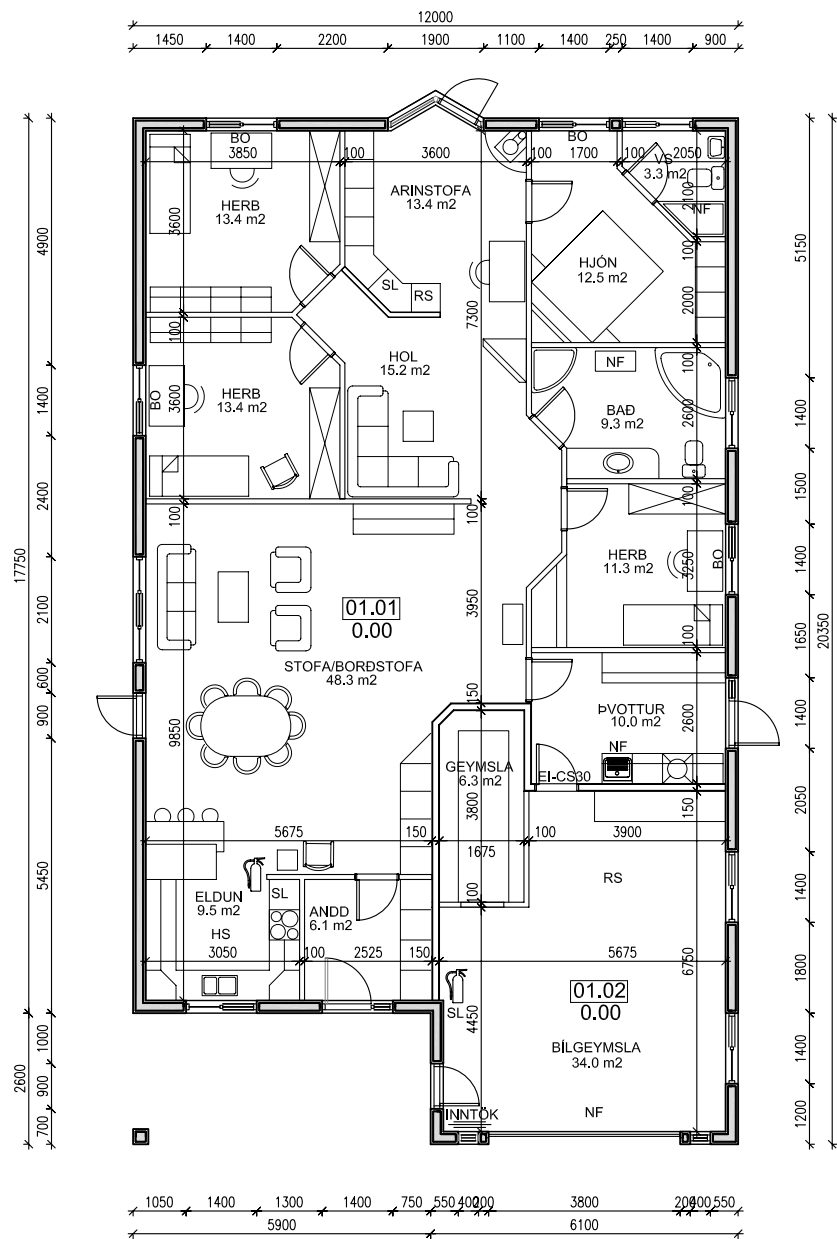 12000
1450 1400 2200 1900 1100 1400 250 1400 900
BO
3850 100 3600 100 BO 1700 100 VS 2050
3.3 m2
HERB
13.4 m2
3600
ARINSTOFA
13.4 m2
2100
NF
4900
5150
HJÓN
12.5 m2
100
SL
RS
7300
2000
100
HOL
15.2 m2
100
NF
BO
3600
HERB
13.4 m2
1400
BAÐ
9.3 m2
2600
1400
2400
100
100
100
1500
17750
HERB
11.3 m2
3250
BO
1400
20350
2100
01.01
0.00
3950
STOFA/BORÐSTOFA
48.3 m2
100
1650
600
900
150
ÞVOTTUR
10.0 m2
2600
1400
9850
NF
GEYMSLA
6.3 m2
EI-CS30
3800
150
2050
5450
5675 150 1675 100 3900
100
RS
1400
ELDUN
9.5 m2
SL
HS
ANDD
6.1 m2
3050 100 2525 150 5675
6750
1800
SL
4450
01.02
0.00
BÍLGEYMSLA
34.0 m2
1400
2600
1000
900
700
INNTÖK
NF
1200
1050 1400 1300 1400 750 550 400 200 3800 200 400 550
5900 6100